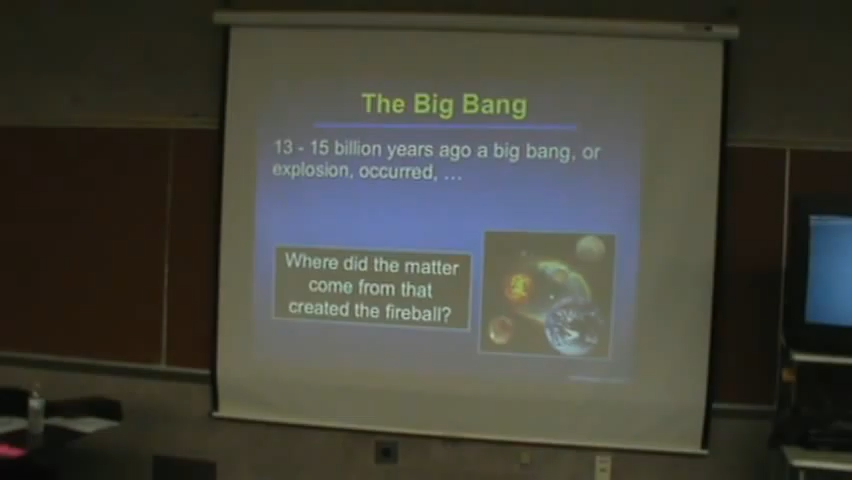 The Big Bang
13 - 15 billion years ago a big bang, or
explosion, occurred, ...
Where did the matter
come from that
created the fireball?